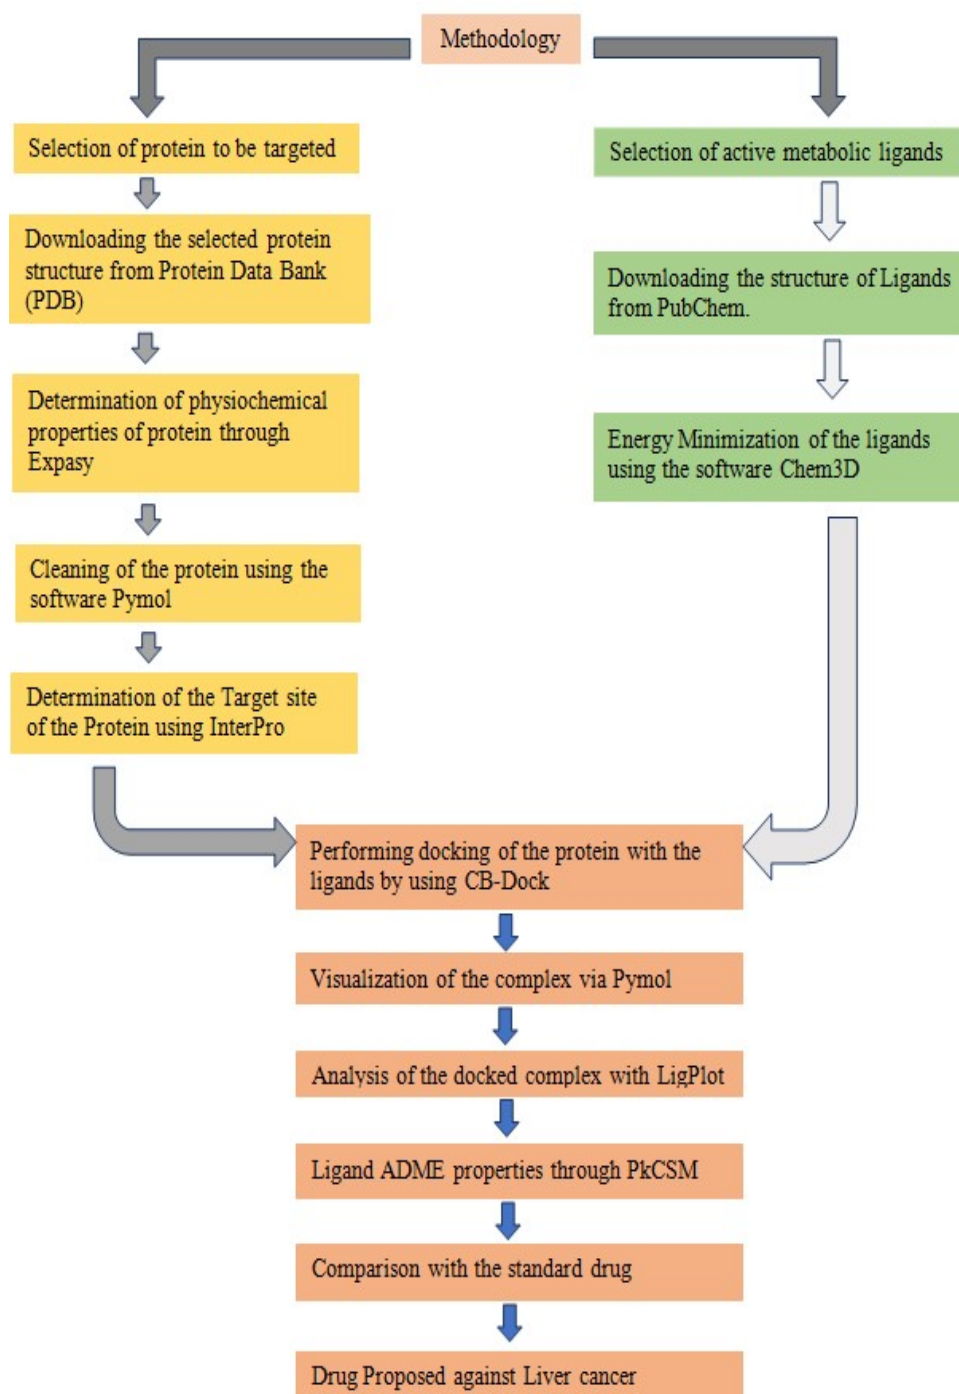 Methodology
Selection of protein to be targeted
Downloading the selected protein
structure from Protein Data Bank
(PDB)
Determination of physiochemical
properties of protein through
Expasy
Cleaning of the protein using the
software Pymol
Determination of the Target site
of the Protein using InterPro
Selection of active metabolic ligands
Downloading the structure of Ligands
from PubChem.
Energy Minimization of the ligands
using the software Chem3D
Performing docking of the protein with the
ligands by using CB-Dock
Visualization of the complex via Pymol
Analysis of the docked complex with LigPlot
Ligand ADME properties through PkCSM
Comparison with the standard drug
Drug Proposed against Liver cancer